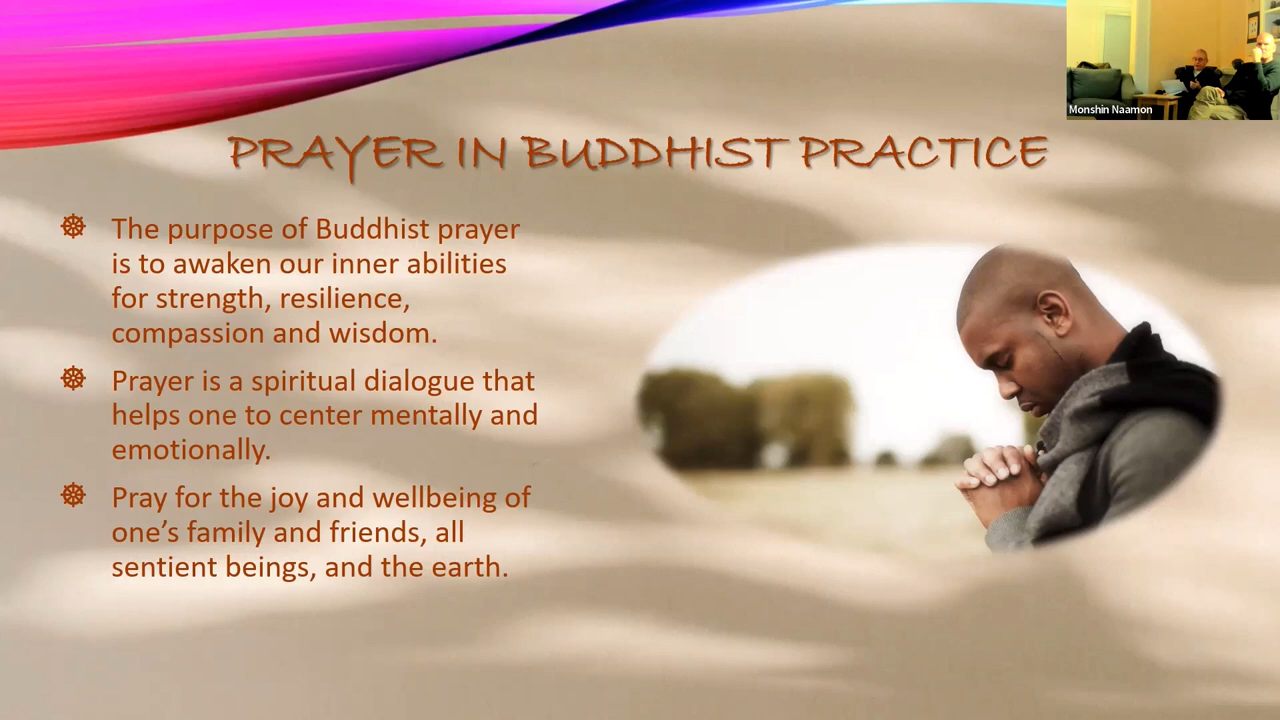 Monshin Naamon
PRAYER IN BUDDHIST PRACTICE
The purpose of Buddhist prayer
is to awaken our inner abilities
for strength, resilience,
compassion and wisdom.
Prayer is a spiritual dialogue that
helps one to center mentally and
emotionally.
Pray for the joy and wellbeing of
one’s family and friends, all
sentient beings, and the earth.